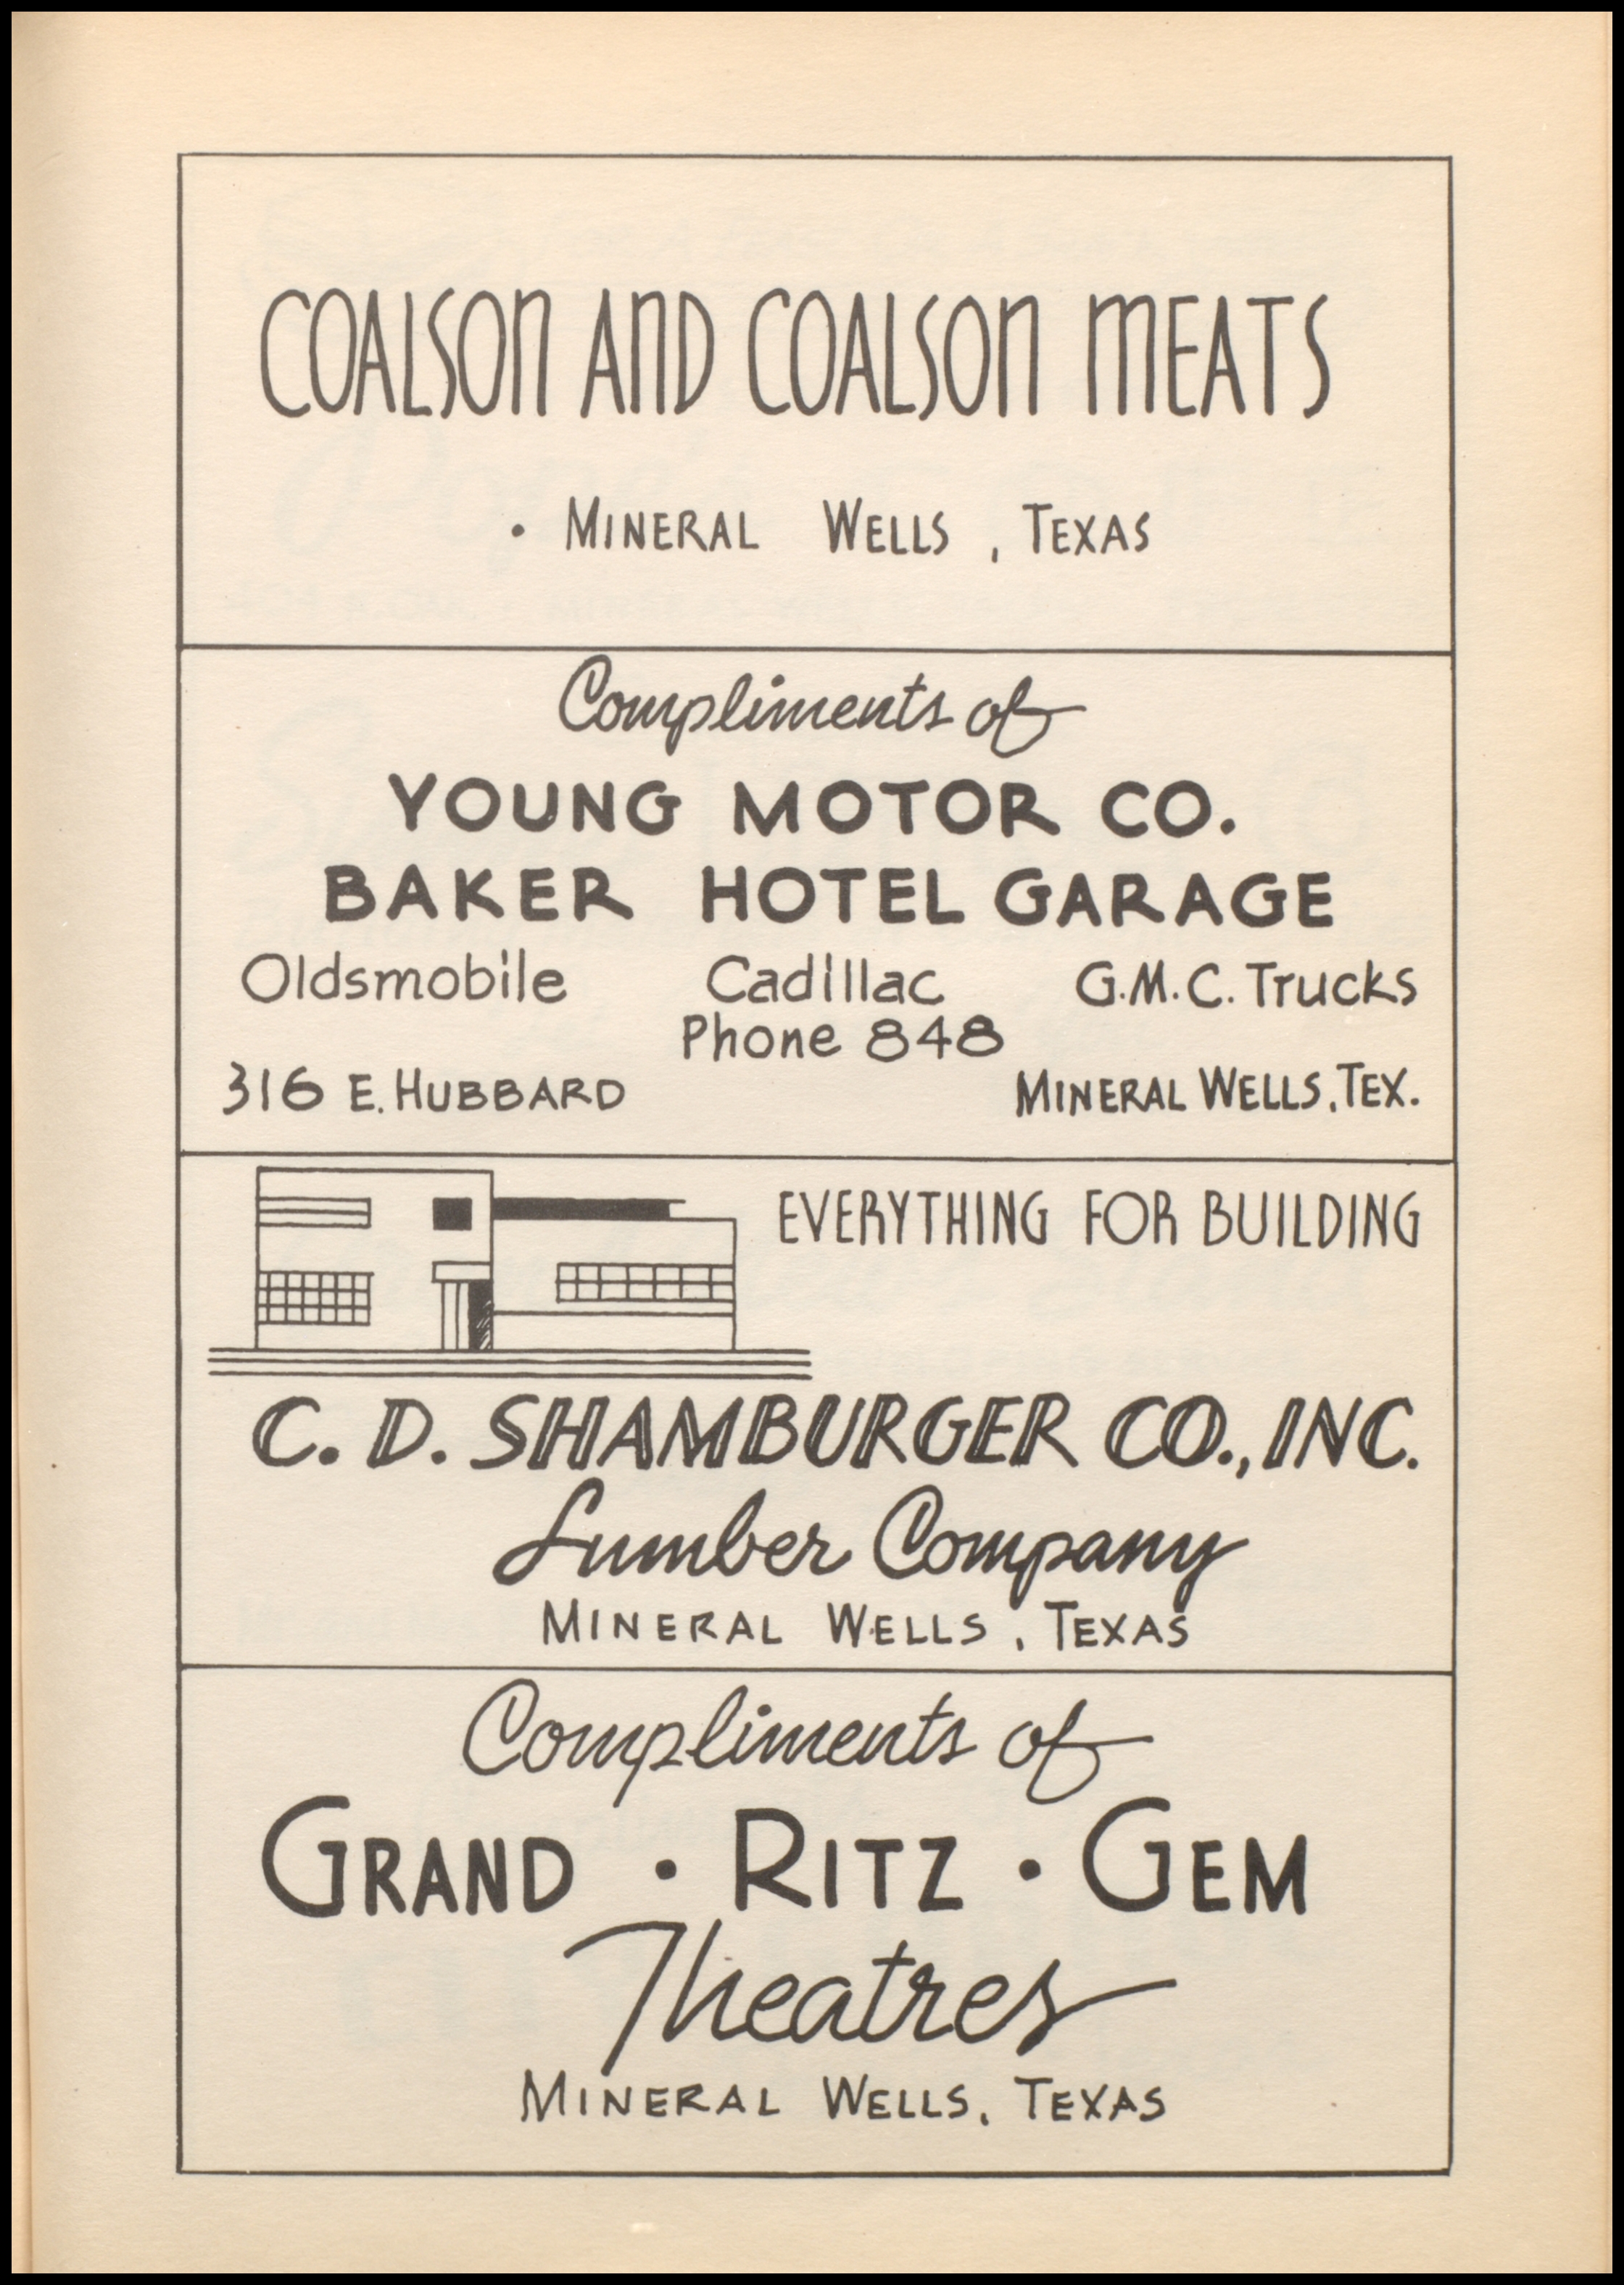 COALSON AND COALSON MEATS
• MINERAL WELLS, TEXAS
Compliments of
YOUNG MOTOR CO.
BAKER HOTEL GARAGE
Oldsmobile Cadillac G.M.C. Trucks
Phone 848
316 E. HUBBARD MINERAL WELLS, TEX.
EVERYTHING FOR BUILDING
C. D. SHAMBURGER CO., INC.
Lumber Company
MINERAL WELLS, TEXAS
Compliments of
GRAND • RITZ • GEM
Theatres
MINERAL WELLS, TEXAS